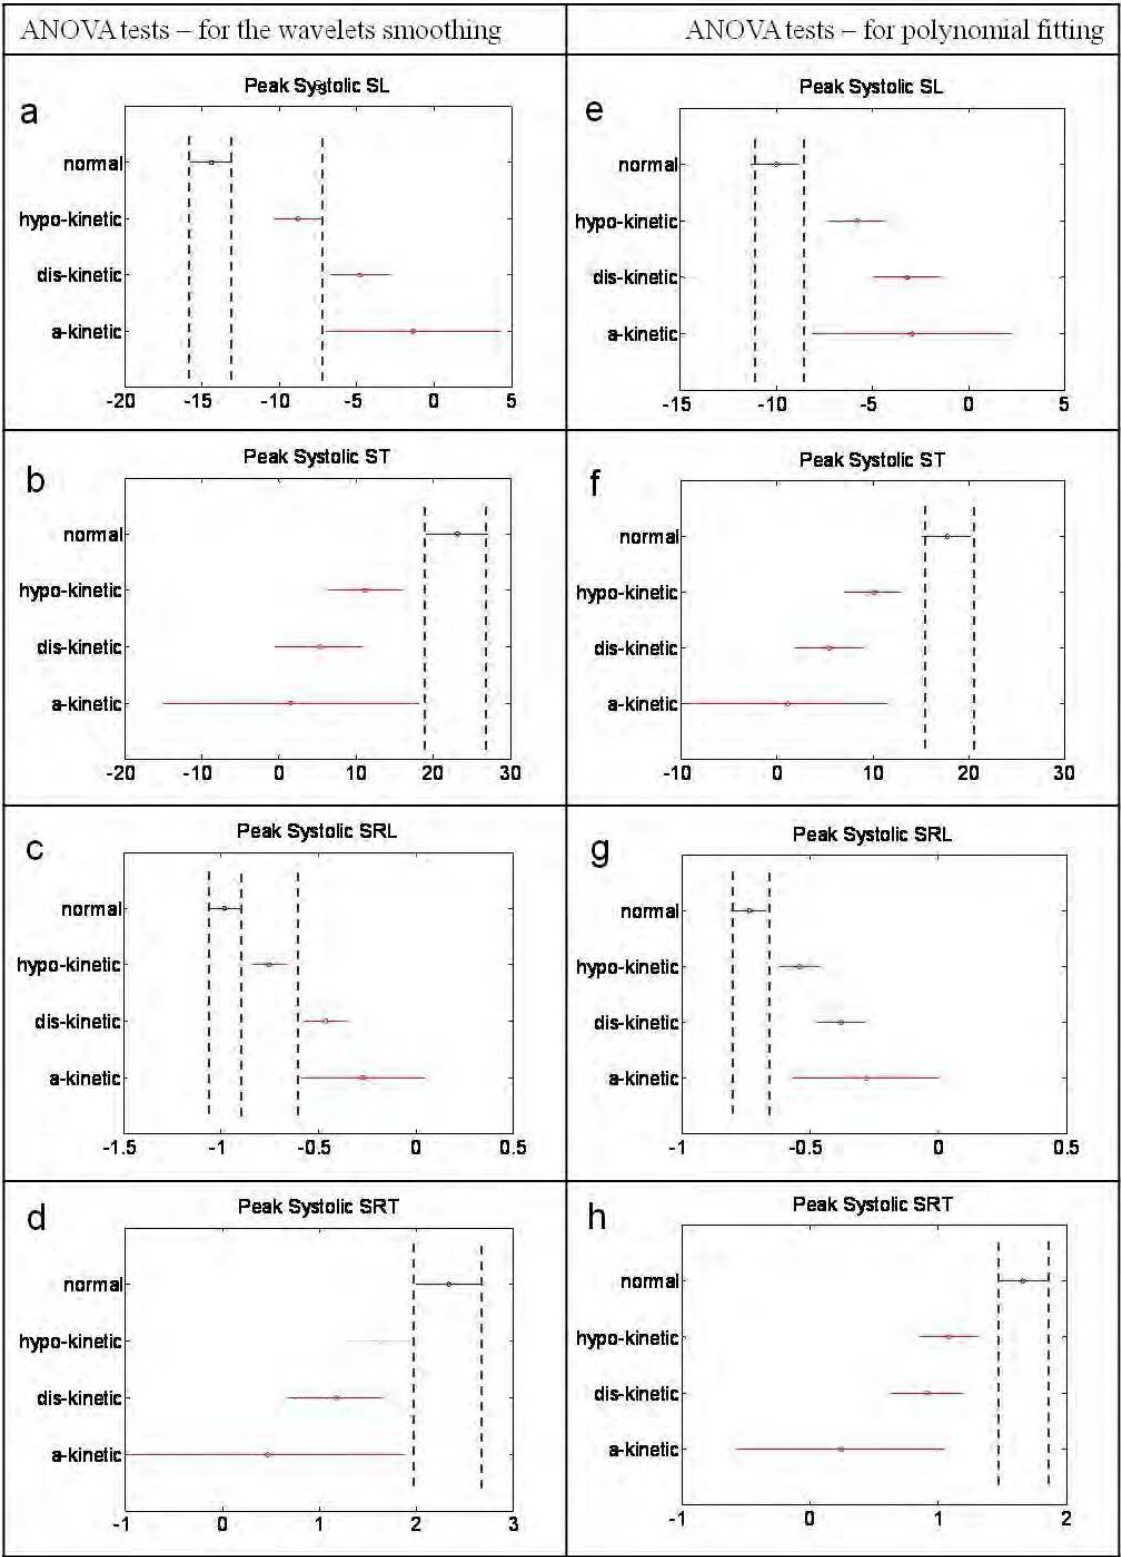 ANOVA tests – for the wavelets smoothing
ANOVA tests – for polynomial fitting
a
Peak Systolic SL
normal
hypo-kinetic
dis-kinetic
a-kinetic
-20 -15 -10 -5 0 5
e
Peak Systolic SL
normal
hypo-kinetic
dis-kinetic
a-kinetic
-15 -10 -5 0 5
b
Peak Systolic ST
normal
hypo-kinetic
dis-kinetic
a-kinetic
-20 -10 0 10 20 30
f
Peak Systolic ST
normal
hypo-kinetic
dis-kinetic
a-kinetic
-10 0 10 20 30
c
Peak Systolic SRL
normal
hypo-kinetic
dis-kinetic
a-kinetic
-1.5 -1 -0.5 0 0.5
g
Peak Systolic SRL
normal
hypo-kinetic
dis-kinetic
a-kinetic
-1 -0.5 0 0.5
d
Peak Systolic SRT
normal
hypo-kinetic
dis-kinetic
a-kinetic
-1 0 1 2 3
h
Peak Systolic SRT
normal
hypo-kinetic
dis-kinetic
a-kinetic
-1 0 1 2